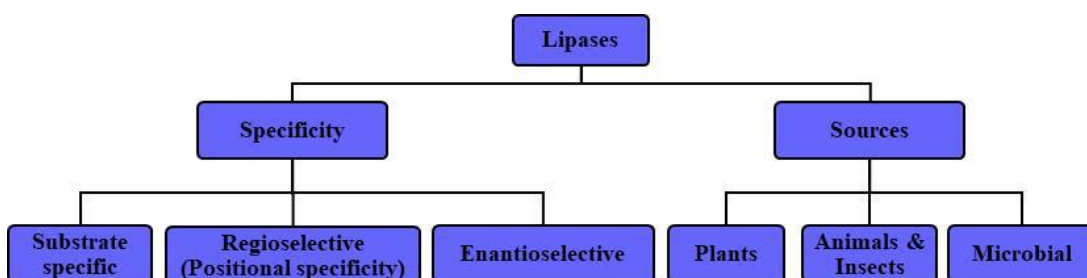 Lipases
Specificity
Sources
Substrate
specific
Regioselective
(Positional specificity)
Enantioselective
Plants
Animals &
Insects
Microbial